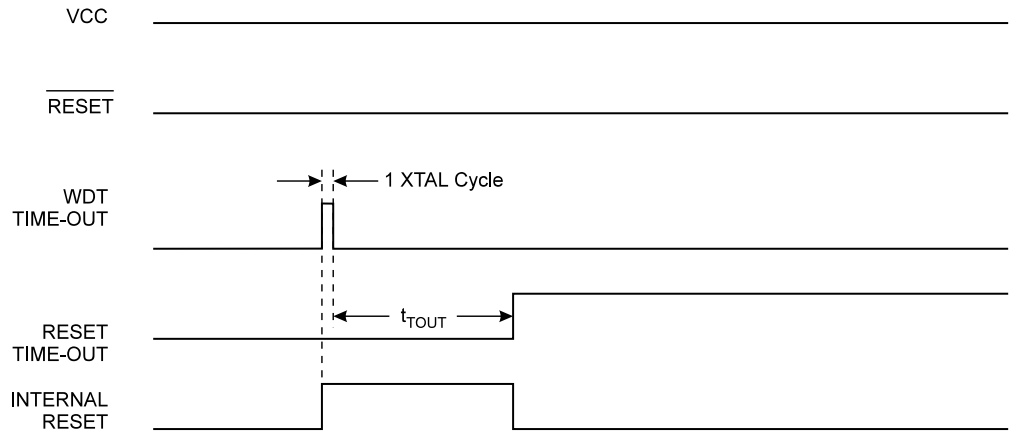 VCC
RESET
WDT
TIME-OUT
1 XTAL Cycle
RESET
TIME-OUT
tTOUT
INTERNAL
RESET